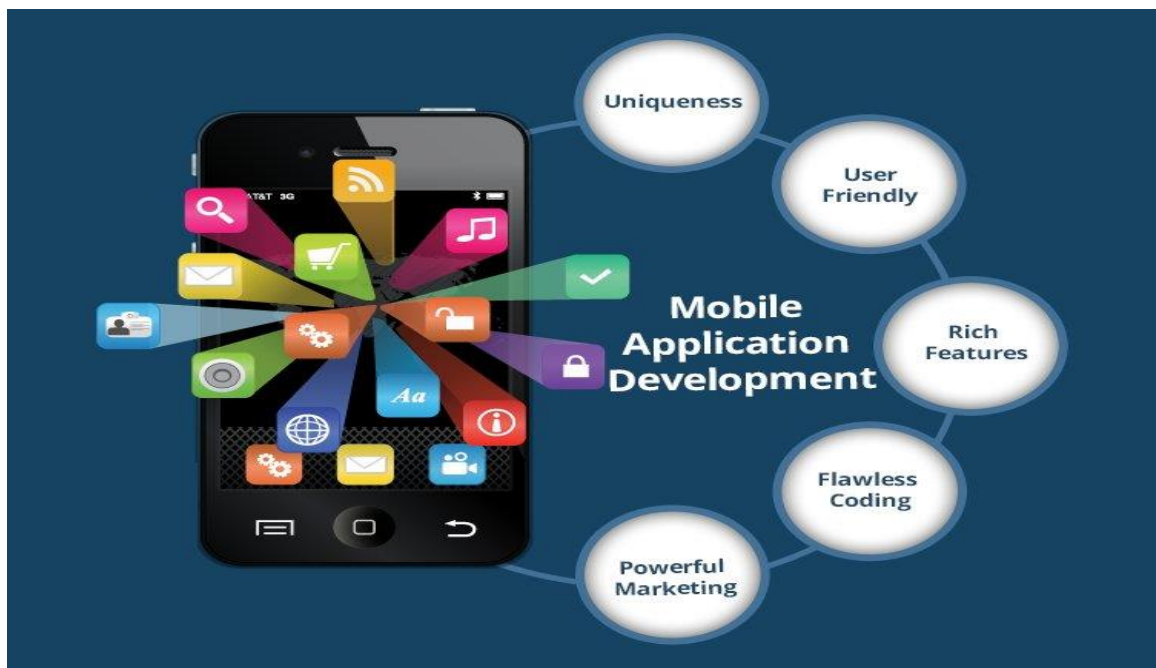 AT&T 3G
Aa
Mobile
Application
Development
Uniqueness
User
Friendly
Rich
Features
Flawless
Coding
Powerful
Marketing